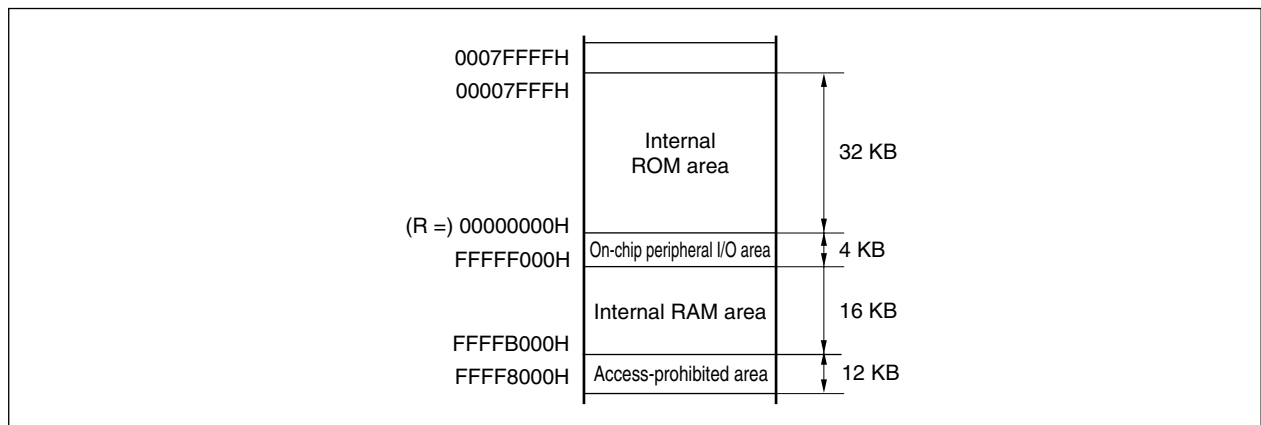 0007FFFFH
00007FFFH
Internal
ROM area
32 KB
(R =) 00000000H
On-chip peripheral I/O area
4 KB
FFFFF000H
Internal RAM area
16 KB
FFFFB000H
Access-prohibited area
12 KB
FFFF8000H